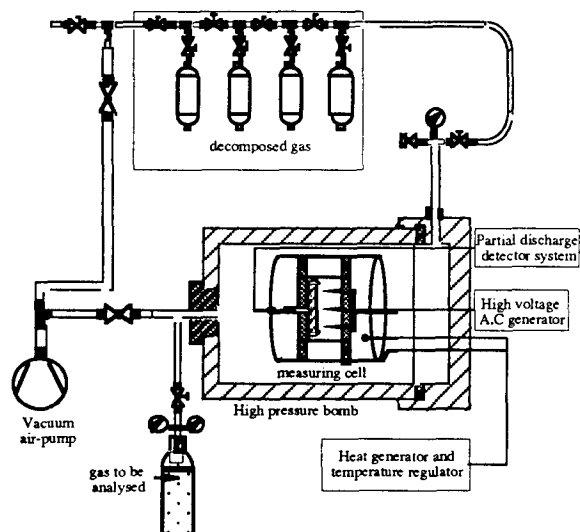 decomposed gas
Partial discharge
detector system
High voltage
A.C generator
measuring cell
High pressure bomb
Vacuum
air-pump
gas to be
analysed
Heat generator and
temperature regulator